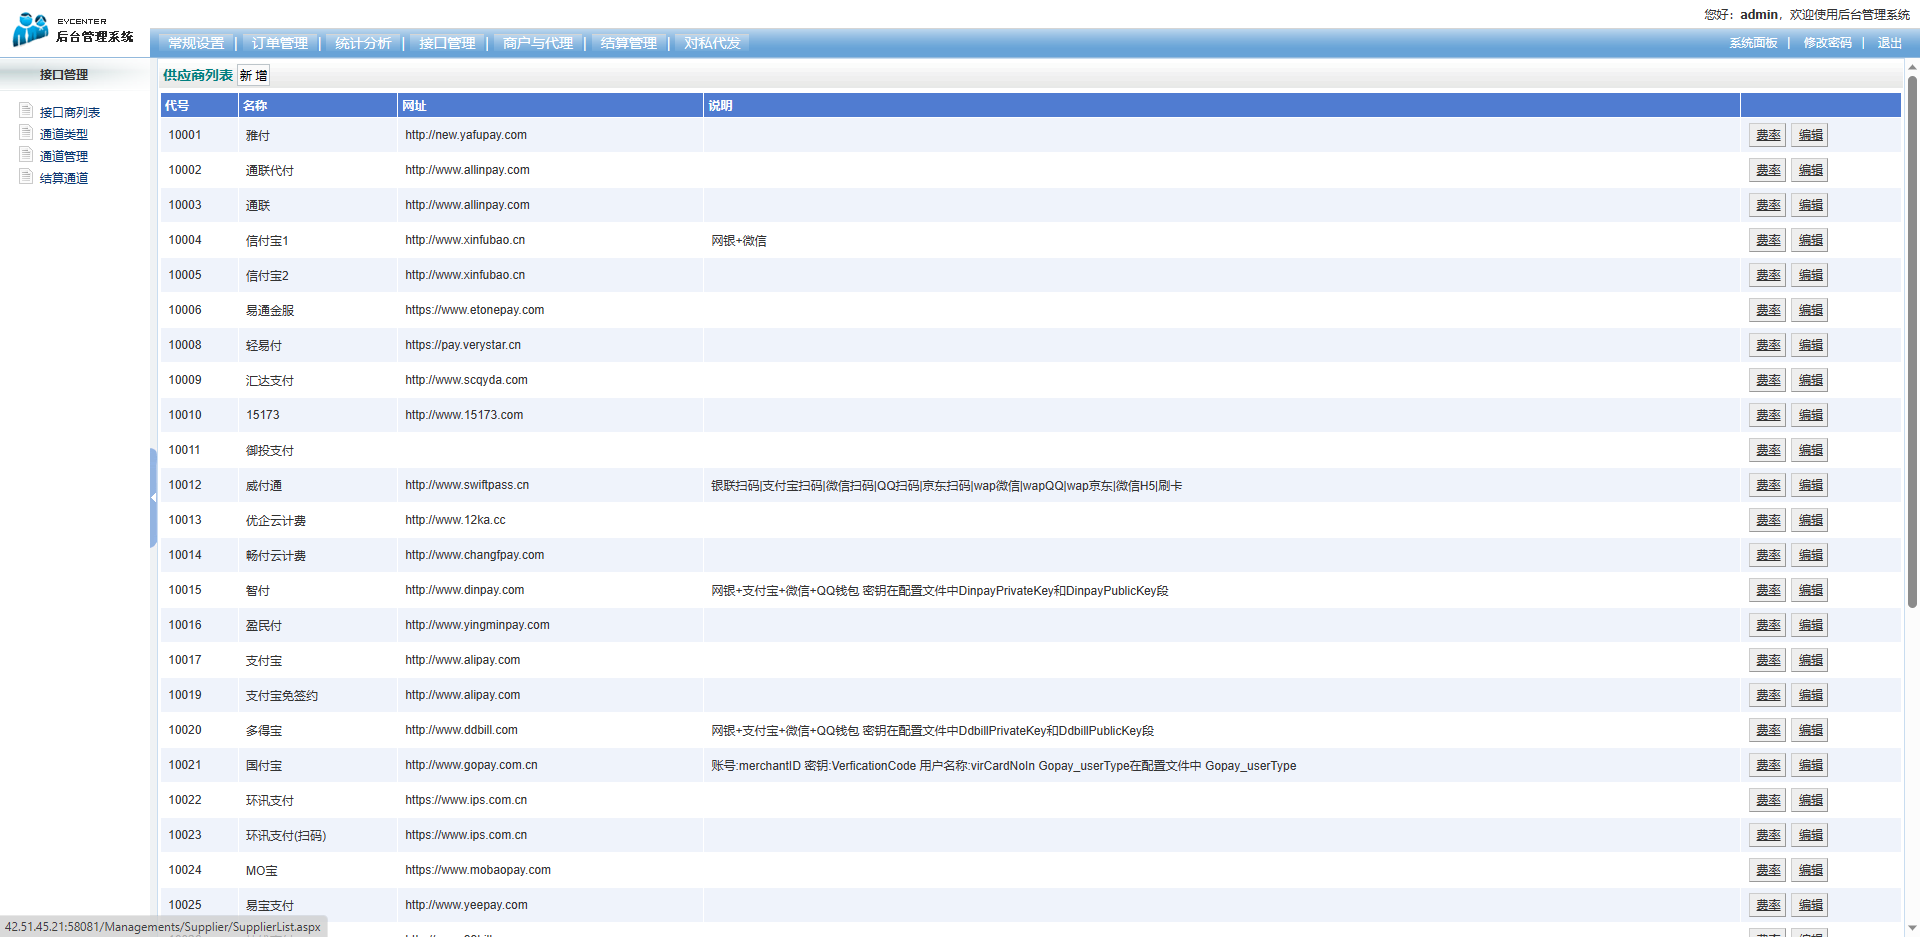 您好：admin，欢迎使用后台管理系统
EVCENTER
后台管理系统
常规设置 | 订单管理 | 统计分析 | 接口管理 | 商户与代理 | 结算管理 | 对私代发
系统面板 | 修改密码 | 退出
接口管理
接口商列表
通道类型
通道管理
结算通道
供应商列表 新 增
代号 名称 网址 说明
10001 雅付 http://new.yafupay.com 费率 编辑
10002 通联代付 http://www.allinpay.com 费率 编辑
10003 通联 http://www.allinpay.com 费率 编辑
10004 信付宝1 http://www.xinfubao.cn 网银+微信 费率 编辑
10005 信付宝2 http://www.xinfubao.cn 费率 编辑
10006 易通金服 https://www.etonepay.com 费率 编辑
10008 轻易付 https://pay.verystar.cn 费率 编辑
10009 汇达支付 http://www.scqyda.com 费率 编辑
10010 15173 http://www.15173.com 费率 编辑
10011 御投支付 费率 编辑
10012 威付通 http://www.swiftpass.cn 银联扫码|支付宝扫码|微信扫码|QQ扫码|京东扫码|wap微信|wapQQ|wap京东|微信H5|刷卡 费率 编辑
10013 优企云计费 http://www.12ka.cc 费率 编辑
10014 畅付云计费 http://www.changfpay.com 费率 编辑
10015 智付 http://www.dinpay.com 网银+支付宝+微信+QQ钱包 密钥在配置文件中DinpayPrivateKey和DinpayPublicKey段 费率 编辑
10016 盈民付 http://www.yingminpay.com 费率 编辑
10017 支付宝 http://www.alipay.com 费率 编辑
10019 支付宝免签约 http://www.alipay.com 费率 编辑
10020 多得宝 http://www.ddbill.com 网银+支付宝+微信+QQ钱包 密钥在配置文件中DdbillPrivateKey和DdbillPublicKey段 费率 编辑
10021 国付宝 http://www.gopay.com.cn 账号:merchantID 密钥:VerficationCode 用户名称:virCardNoIn Gopay_userType在配置文件中 Gopay_userType 费率 编辑
10022 环讯支付 https://www.ips.com.cn 费率 编辑
10023 环讯支付(扫码) https://www.ips.com.cn 费率 编辑
10024 MO宝 https://www.mobaopay.com 费率 编辑
10025 易宝支付 http://www.yeepay.com 费率 编辑
42.51.45.21:58081/Managements/Supplier/SupplierList.aspx